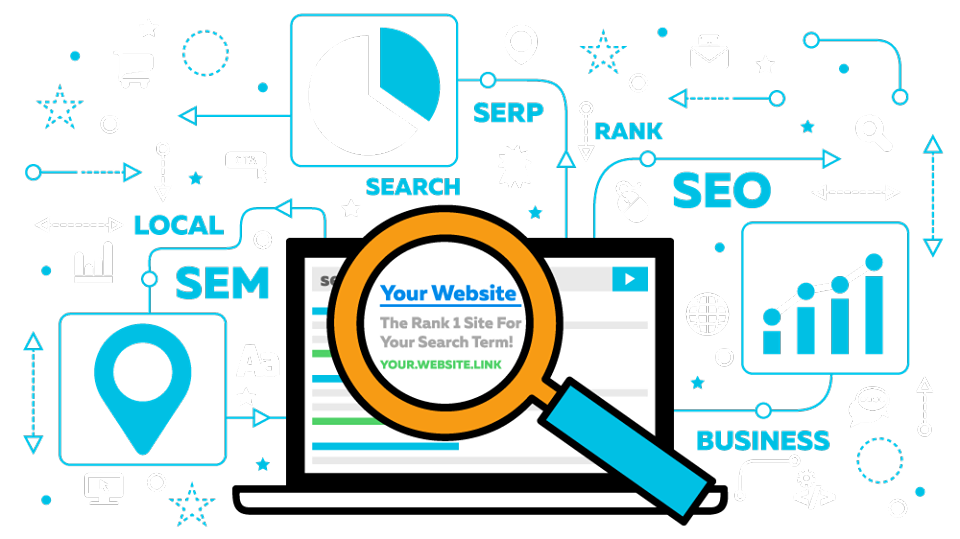 SERP
RANK
SEARCH
SEO
LOCAL
SEM
Your Website
The Rank 1 Site For
Your Search Term!
YOUR.WEBSITE.LINK
BUSINESS